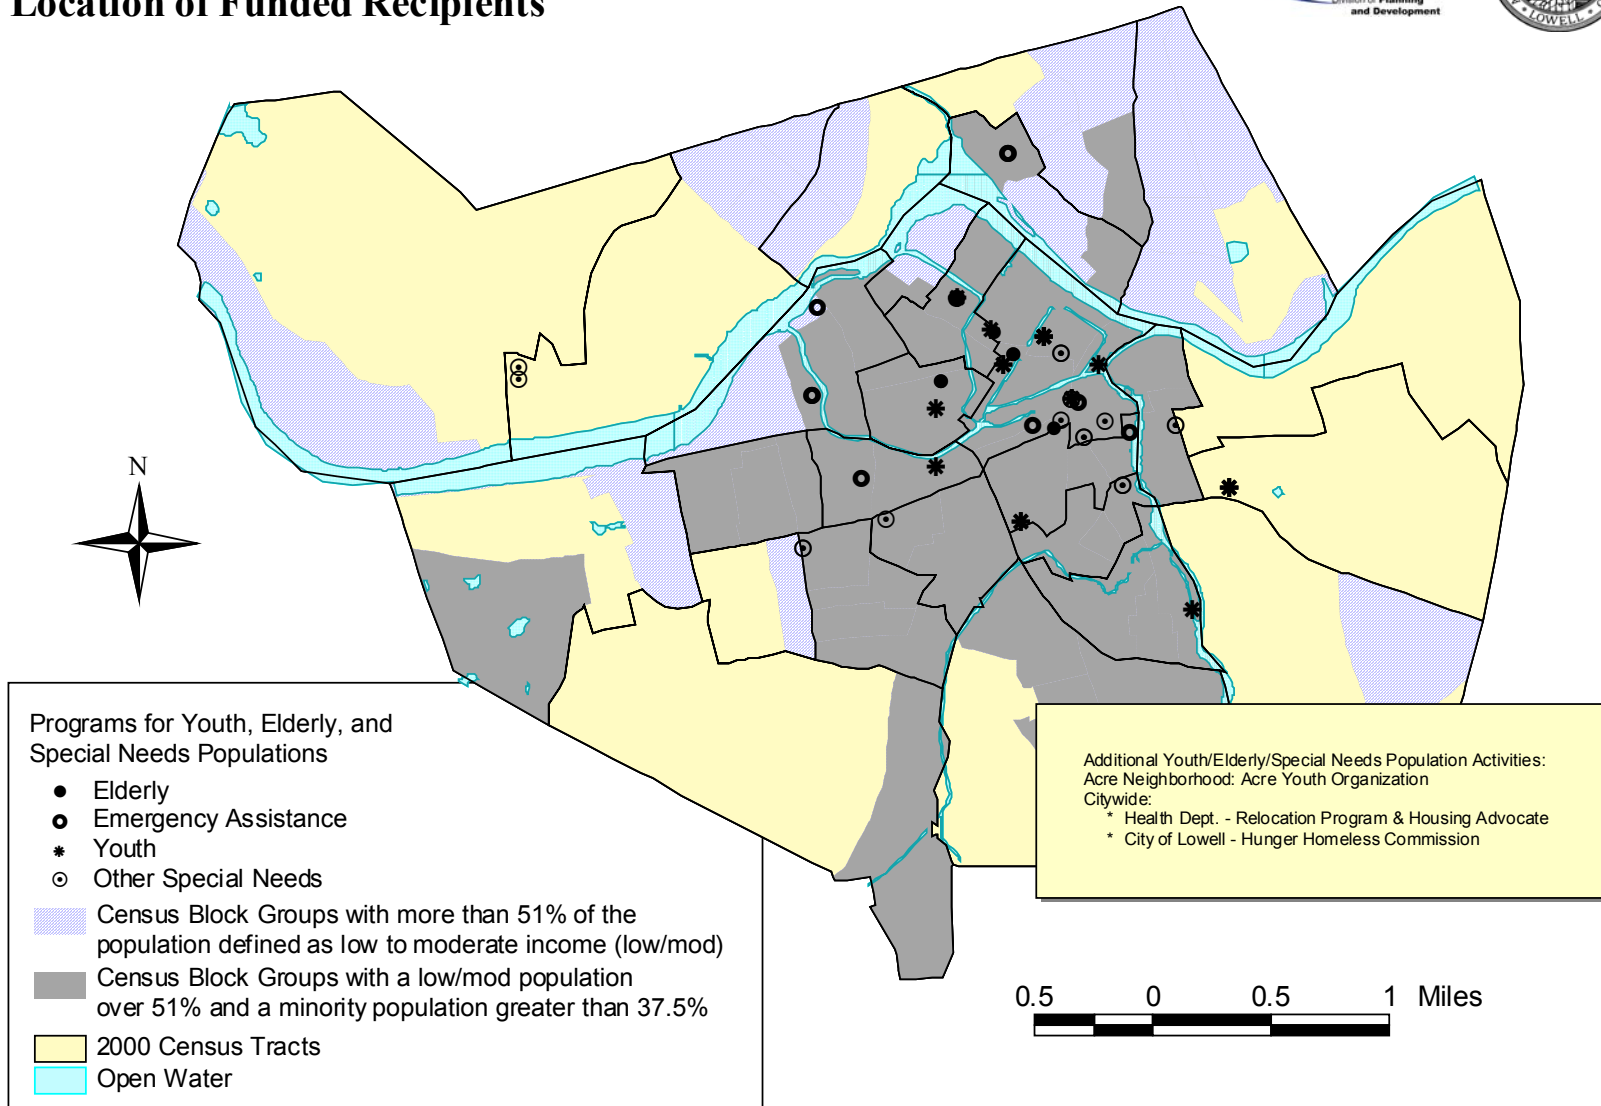 Location of Funded Recipients
Division of Planning
and Development
LOWELL
N
Programs for Youth, Elderly, and
Special Needs Populations
Elderly
Emergency Assistance
Youth
Other Special Needs
Census Block Groups with more than 51% of the
population defined as low to moderate income (low/mod)
Census Block Groups with a low/mod population
over 51% and a minority population greater than 37.5%
2000 Census Tracts
Open Water
Additional Youth/Elderly/Special Needs Population Activities:
Acre Neighborhood: Acre Youth Organization
Citywide:
* Health Dept. - Relocation Program & Housing Advocate
* City of Lowell - Hunger Homeless Commission
0.5 0 0.5 1 Miles